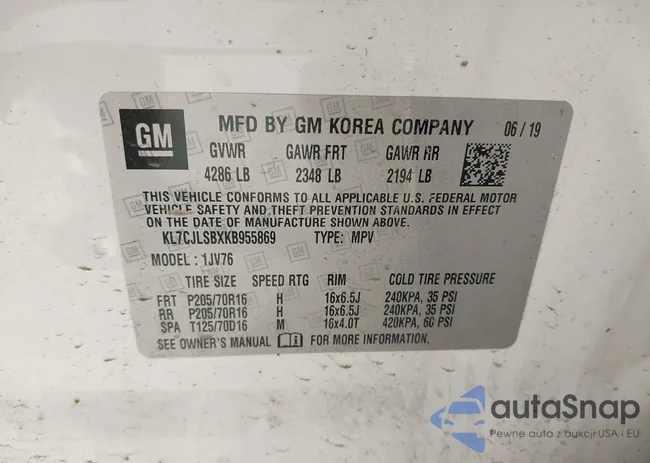 GM
MFD BY GM KOREA COMPANY 06/19
GVWR GAWR FRT GAWR RR
4286 LB 2348 LB 2194 LB
THIS VEHICLE CONFORMS TO ALL APPLICABLE U.S. FEDERAL MOTOR
VEHICLE SAFETY AND THEFT PREVENTION STANDARDS IN EFFECT
ON THE DATE OF MANUFACTURE SHOWN ABOVE.
KL7CJLSBXKB955869 TYPE: MPV
MODEL: 1JV76
TIRE SIZE SPEED RTG RIM COLD TIRE PRESSURE
FRT P205/70R16 H 16x6.5J 240KPA, 35 PSI
RR P205/70R16 H 16x6.5J 240KPA, 35 PSI
SPA T125/70D16 M 16x4.0T 420KPA, 60 PSI
SEE OWNER'S MANUAL FOR MORE INFORMATION
autoSnap
Pewne auta z aukcji USA i EU